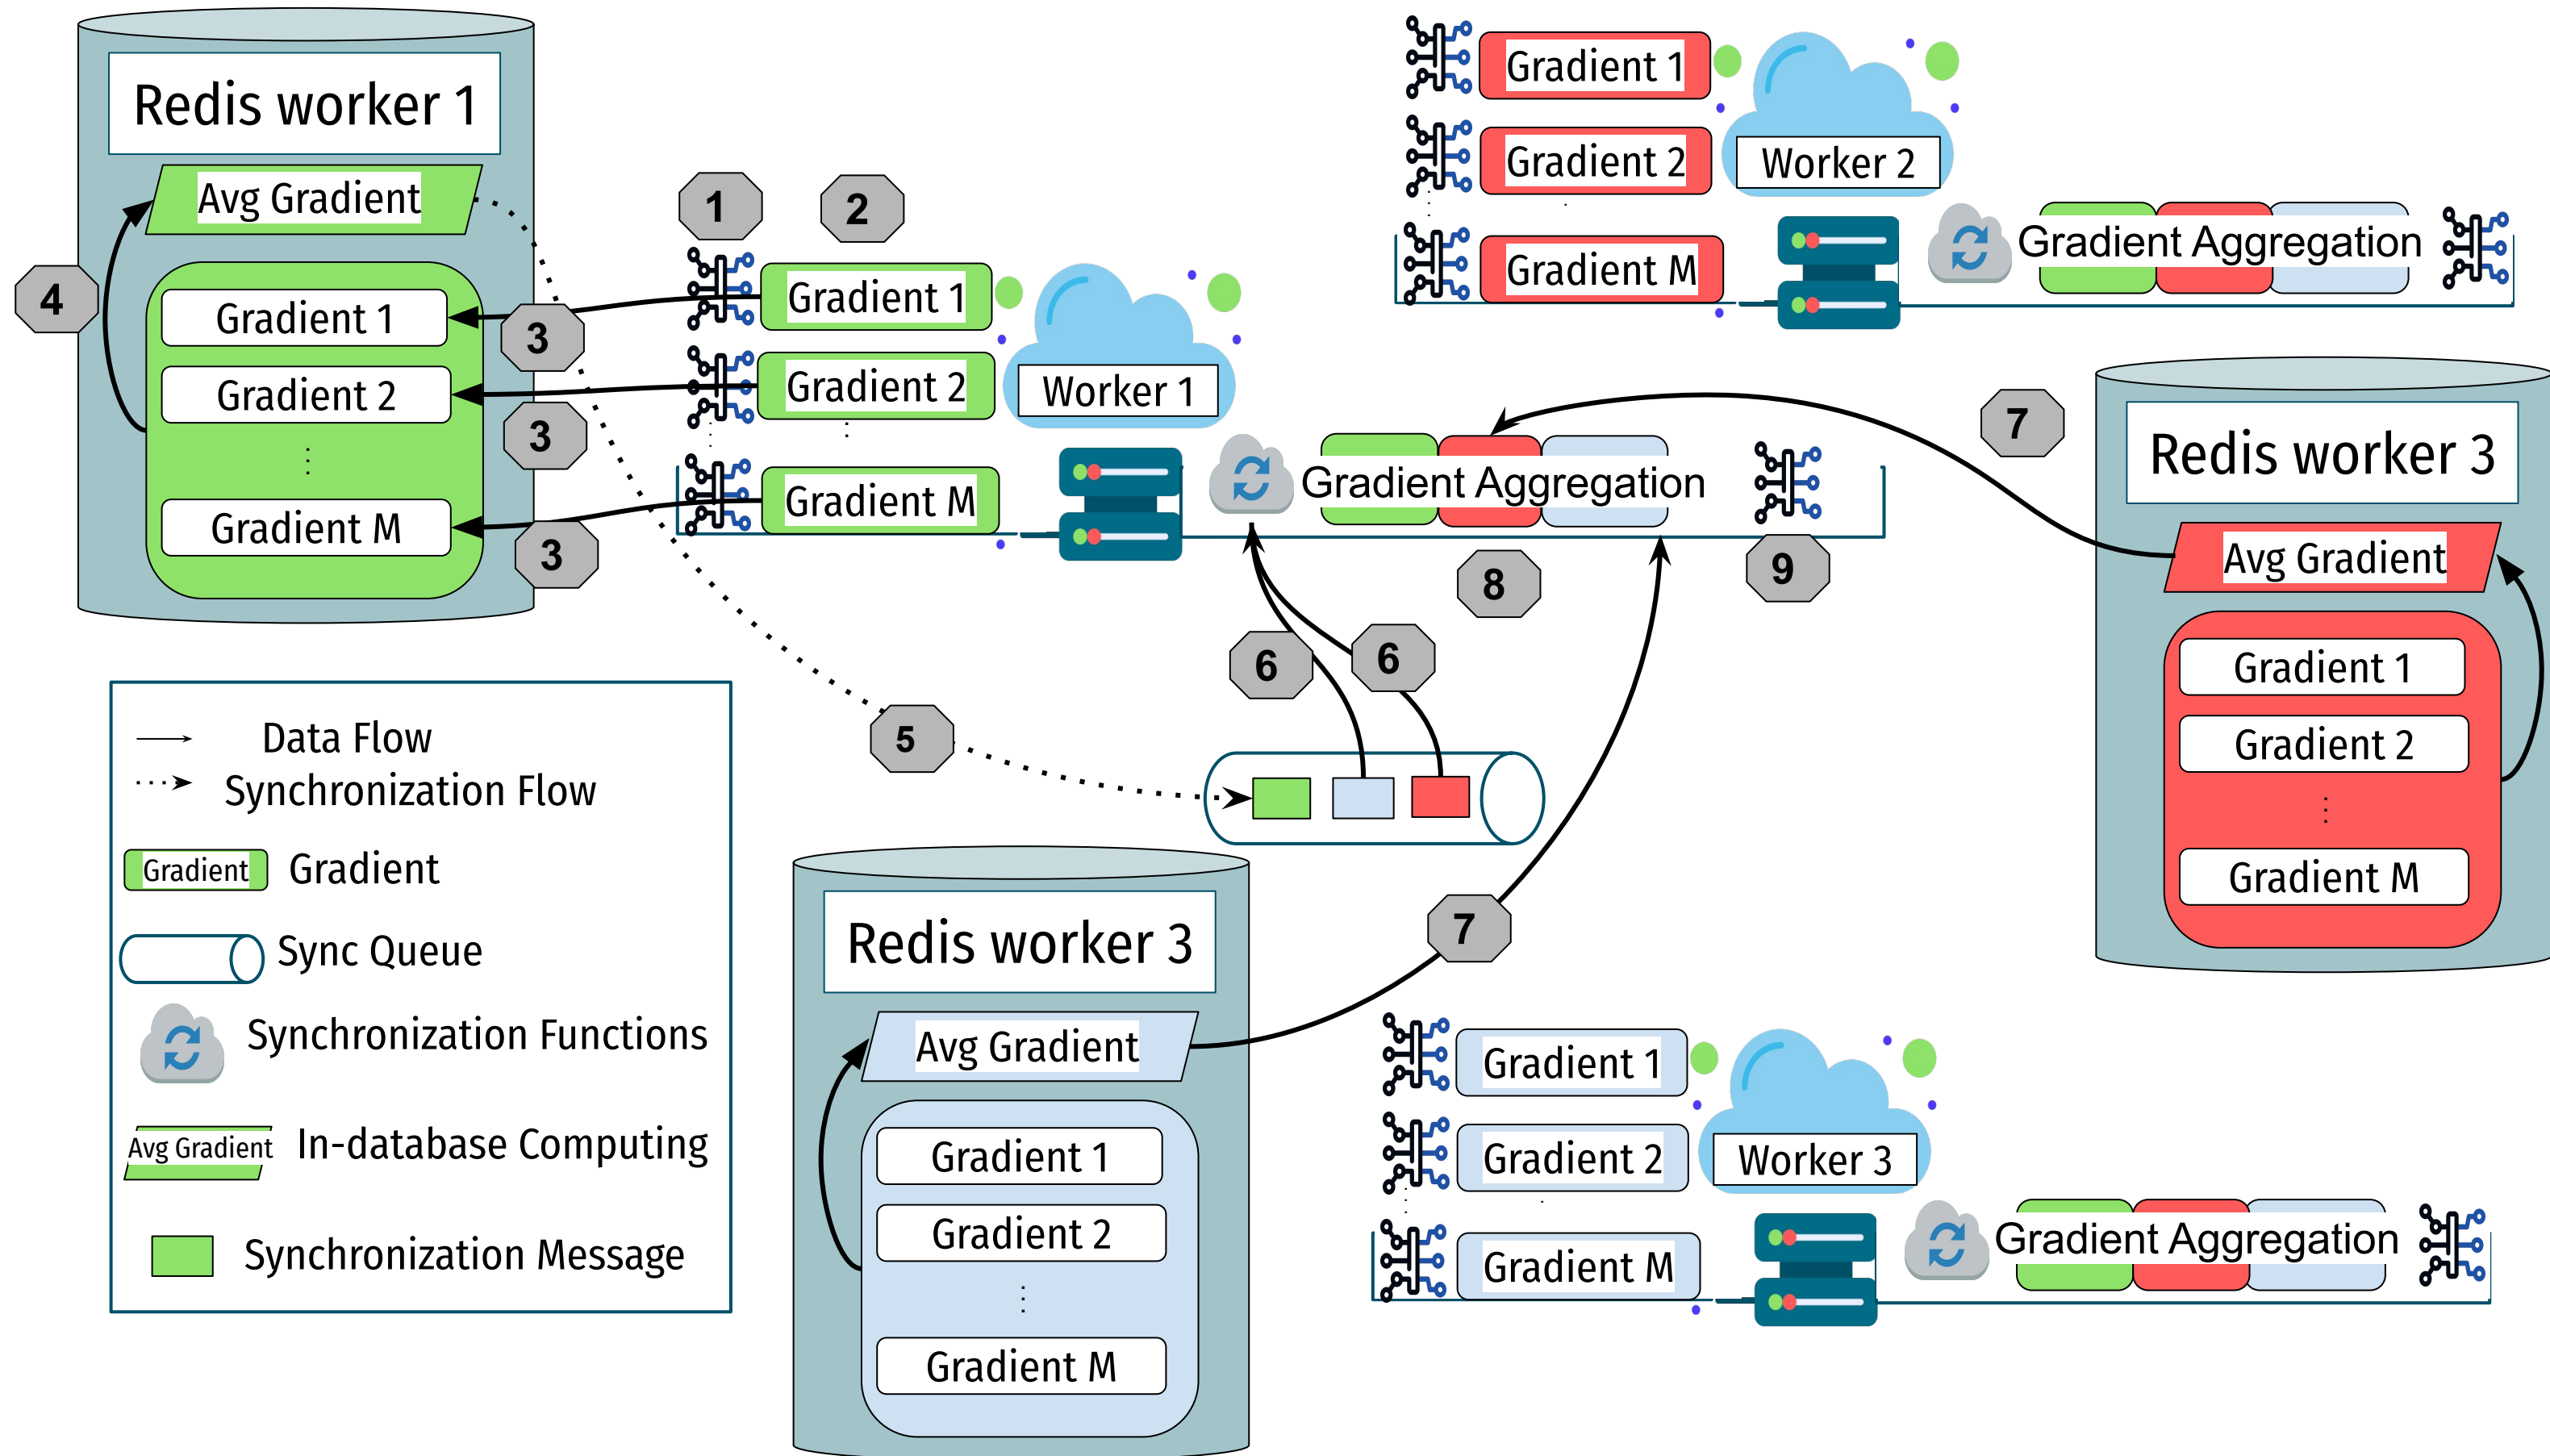 Redis worker 1
Avg Gradient
Gradient 1
Gradient 2
Gradient M
4
3
3
3
1
2
Gradient 1
Gradient 2
Gradient M
Worker 1
Gradient Aggregation
8
9
Gradient 1
Gradient 2
Gradient M
Worker 2
Gradient Aggregation
7
Redis worker 3
Avg Gradient
Gradient 1
Gradient 2
Gradient M
6
6
5
7
Data Flow
Synchronization Flow
Gradient
Gradient
Sync Queue
Synchronization Functions
Avg Gradient
In-database Computing
Synchronization Message
Redis worker 3
Avg Gradient
Gradient 1
Gradient 2
Gradient M
Gradient 1
Gradient 2
Gradient M
Worker 3
Gradient Aggregation